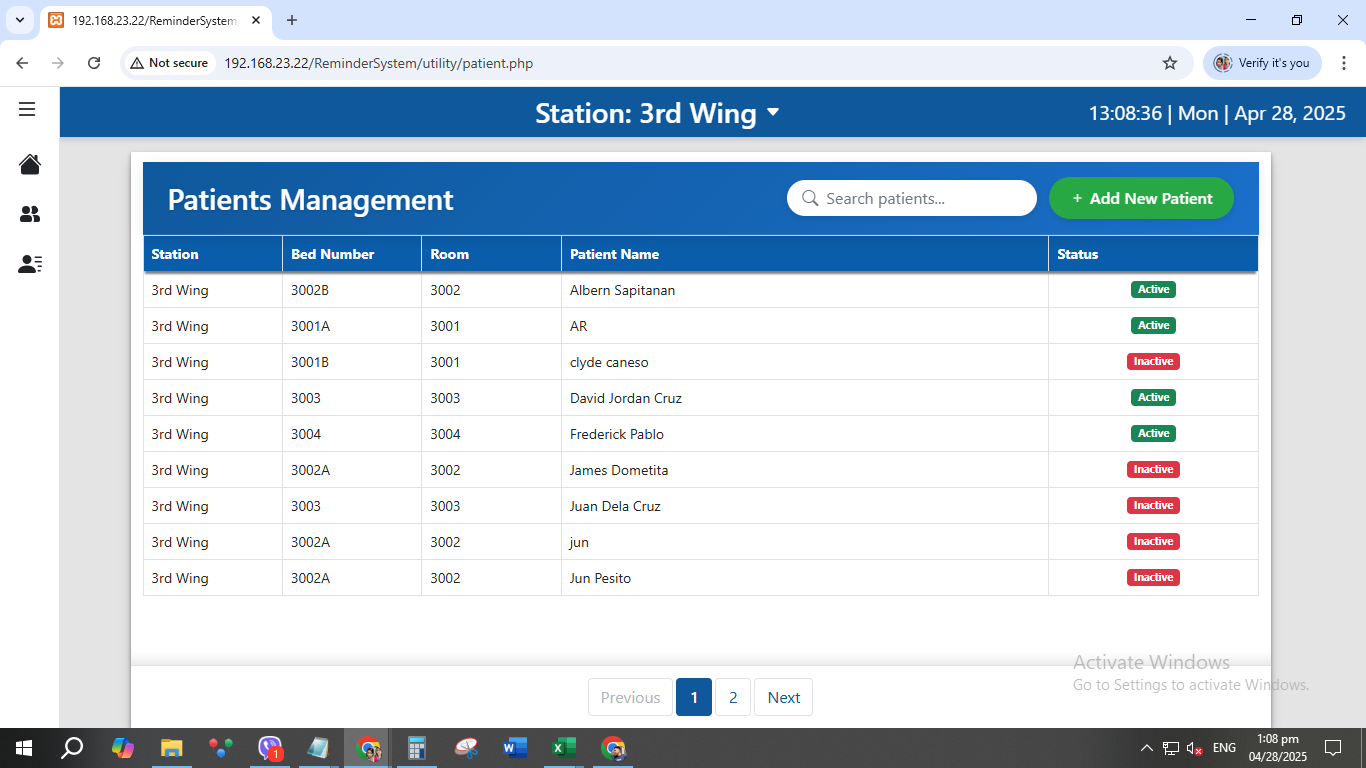 192.168.23.22/ReminderSystem
Not secure
192.168.23.22/ReminderSystem/utility/patient.php
Verify it's you
Station: 3rd Wing
13:08:36 | Mon | Apr 28, 2025
Patients Management
Search patients...
+ Add New Patient
Station Bed Number Room Patient Name Status
3rd Wing 3002B 3002 Albern Sapitanan Active
3rd Wing 3001A 3001 AR Active
3rd Wing 3001B 3001 clyde caneso Inactive
3rd Wing 3003 3003 David Jordan Cruz Active
3rd Wing 3004 3004 Frederick Pablo Active
3rd Wing 3002A 3002 James Dometita Inactive
3rd Wing 3003 3003 Juan Dela Cruz Inactive
3rd Wing 3002A 3002 jun Inactive
3rd Wing 3002A 3002 Jun Pesito Inactive
Activate Windows
Go to Settings to activate Windows.
Previous 1 2 Next
1
ENG
1:08 pm
04/28/2025